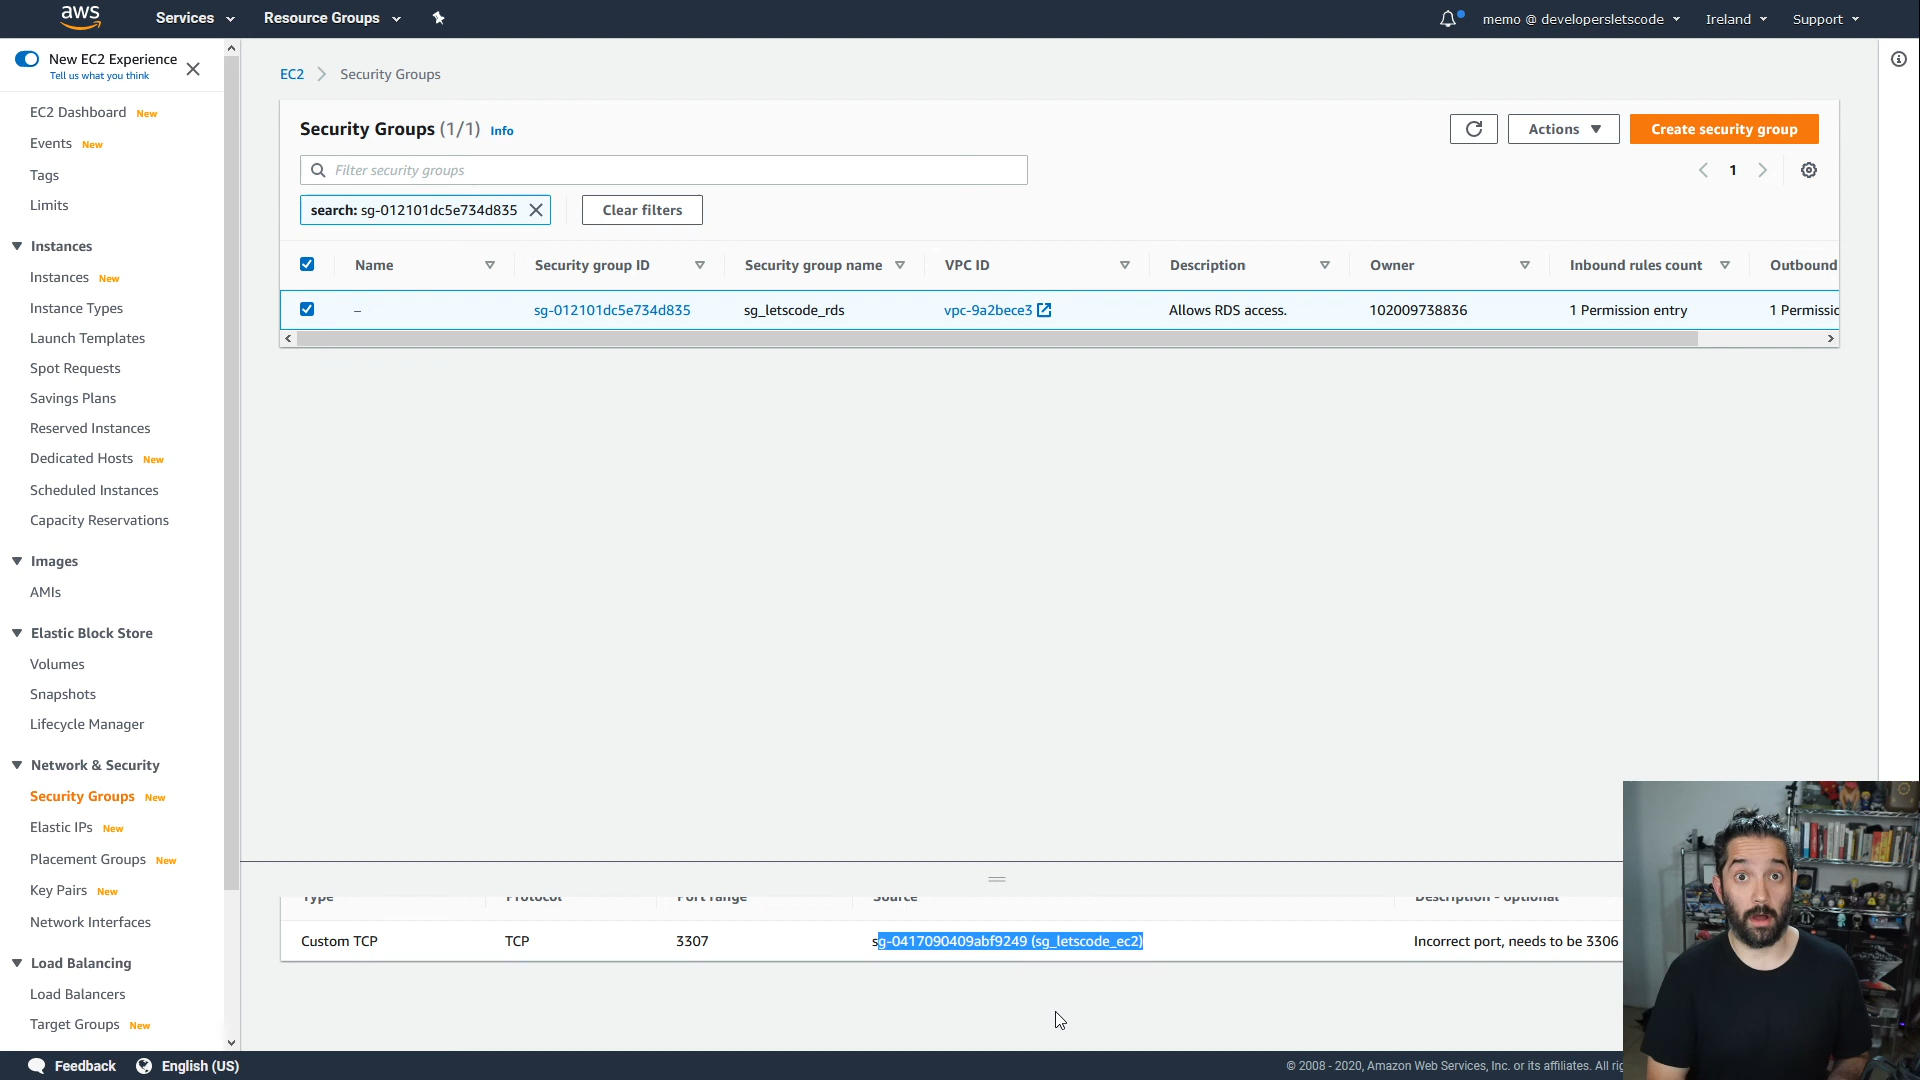 aws
Services
Resource Groups
memo @ developersletscode
Ireland
Support
New EC2 Experience
Tell us what you think
EC2 Dashboard New
Events New
Tags
Limits
Instances
Instances New
Instance Types
Launch Templates
Spot Requests
Savings Plans
Reserved Instances
Dedicated Hosts New
Scheduled Instances
Capacity Reservations
Images
AMIs
Elastic Block Store
Volumes
Snapshots
Lifecycle Manager
Network & Security
Security Groups New
Elastic IPs New
Placement Groups New
Key Pairs New
Network Interfaces
Load Balancing
Load Balancers
Target Groups New
EC2 > Security Groups
Security Groups (1/1) Info
Actions
Create security group
Filter security groups
1
search: sg-012101dc5e734d835
Clear filters
Name Security group ID Security group name VPC ID Description Owner Inbound rules count Outbound
– sg-012101dc5e734d835 sg_letscode_rds vpc-9a2bece3 Allows RDS access. 102009738836 1 Permission entry 1 Permissic
Type Protocol Port range Source Description - optional
Custom TCP TCP 3307 sg-0417090409abf9249 (sg_letscode_ec2) Incorrect port, needs to be 3306
Feedback
English (US)
© 2008 - 2020, Amazon Web Services, Inc. or its affiliates. All rig